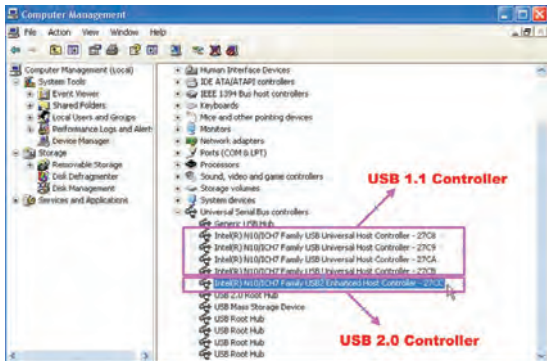 Computer Management
File Action View Window Help
Computer Management (Local)
System Tools
Event Viewer
Shared Folders
Local Users and Groups
Performance Logs and Alert
Device Manager
Storage
Removable Storage
Disk Defragmenter
Disk Management
Services and Applications
Human Interface Devices
IDE ATA/ATAPI controllers
IEEE 1394 Bus host controllers
Keyboards
Mice and other pointing devices
Monitors
Network adapters
Ports (COM & LPT)
Processors
Sound, video and game controllers
Storage volumes
System devices
Universal Serial Bus controllers
Generic USB Hub
Intel(R) N10/ICH7 Family USB Universal Host Controller - 27C8
Intel(R) N10/ICH7 Family USB Universal Host Controller - 27C9
Intel(R) N10/ICH7 Family USB Universal Host Controller - 27CA
Intel(R) N10/ICH7 Family USB Universal Host Controller - 27CB
Intel(R) N10/ICH7 Family USB2 Enhanced Host Controller - 27CC
USB 2.0 Root Hub
USB Mass Storage Device
USB Root Hub
USB Root Hub
USB Root Hub
USB Root Hub
USB 1.1 Controller
USB 2.0 Controller